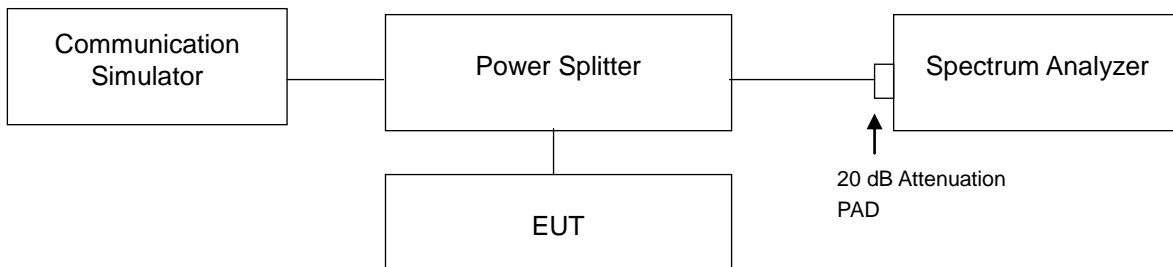 Communication
Simulator
Power Splitter
Spectrum Analyzer
20 dB Attenuation
PAD
EUT